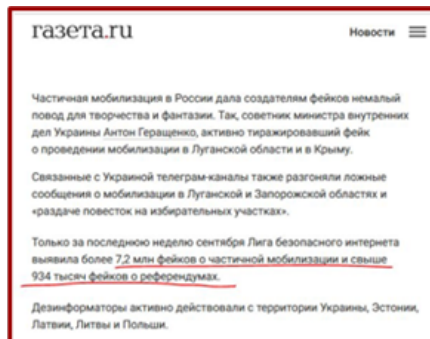 газета.ru
Новости
Частичная мобилизация в России дала создателям фейков немалый
повод для творчества и фантазии. Так, советник министра внутренних
дел Украины Антон Геращенко, активно тиражировавший фейк
о проведении мобилизации в Луганской области и в Крыму.
Связанные с Украиной телеграм-каналы также разгоняли ложные
сообщения о мобилизации в Луганской и Запорожской областях и
«раздаче повесток на избирательных участках».
Только за последнюю неделю сентября Лига безопасного интернета
выявила более 7,2 млн фейков о частичной мобилизации и свыше
934 тысяч фейков о референдумах.
Дезинформаторы активно действовали с территории Украины, Эстонии,
Латвии, Литвы и Польши.